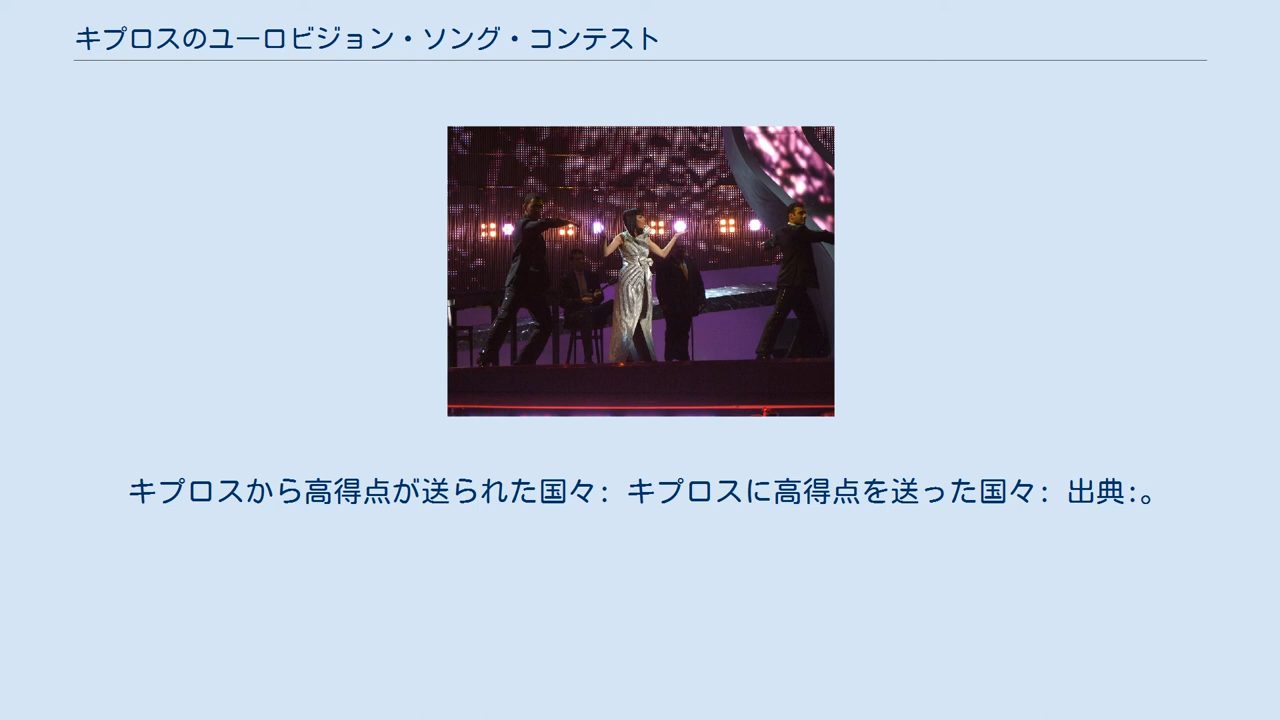 キプロスのユーロビジョン・ソング・コンテスト
キプロスから高得点が送られた国々: キプロスに高得点を送った国々: 出典:。